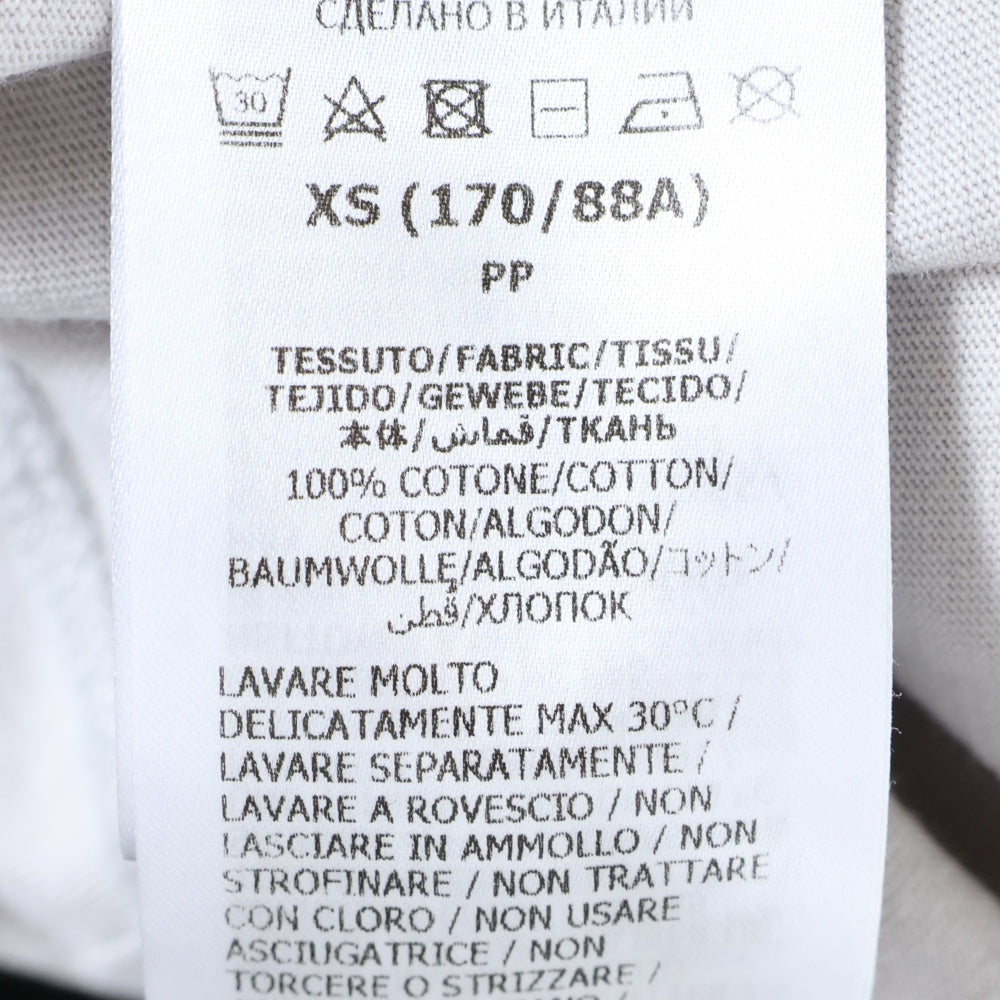 СДЕЛАНО В ИТАЛИИ
30
XS (170/88A)
PP
TESSUTO/FABRIC/TISSU/
TEJIDO/GEWEBE/TECIDO/
本体/قماش/ТКАНЬ
100% COTONE/COTTON/
COTON/ALGODON/
BAUMWOLLE/ALGODÃO/コットン/
قطن/ХЛОПОК
LAVARE MOLTO
DELICATAMENTE MAX 30°C /
LAVARE SEPARATAMENTE /
LAVARE A ROVESCIO / NON
LASCIARE IN AMMOLLO / NON
STROFINARE / NON TRATTARE
CON CLORO / NON USARE
ASCIUGATRICE / NON
TORCERE O STRIZZARE /